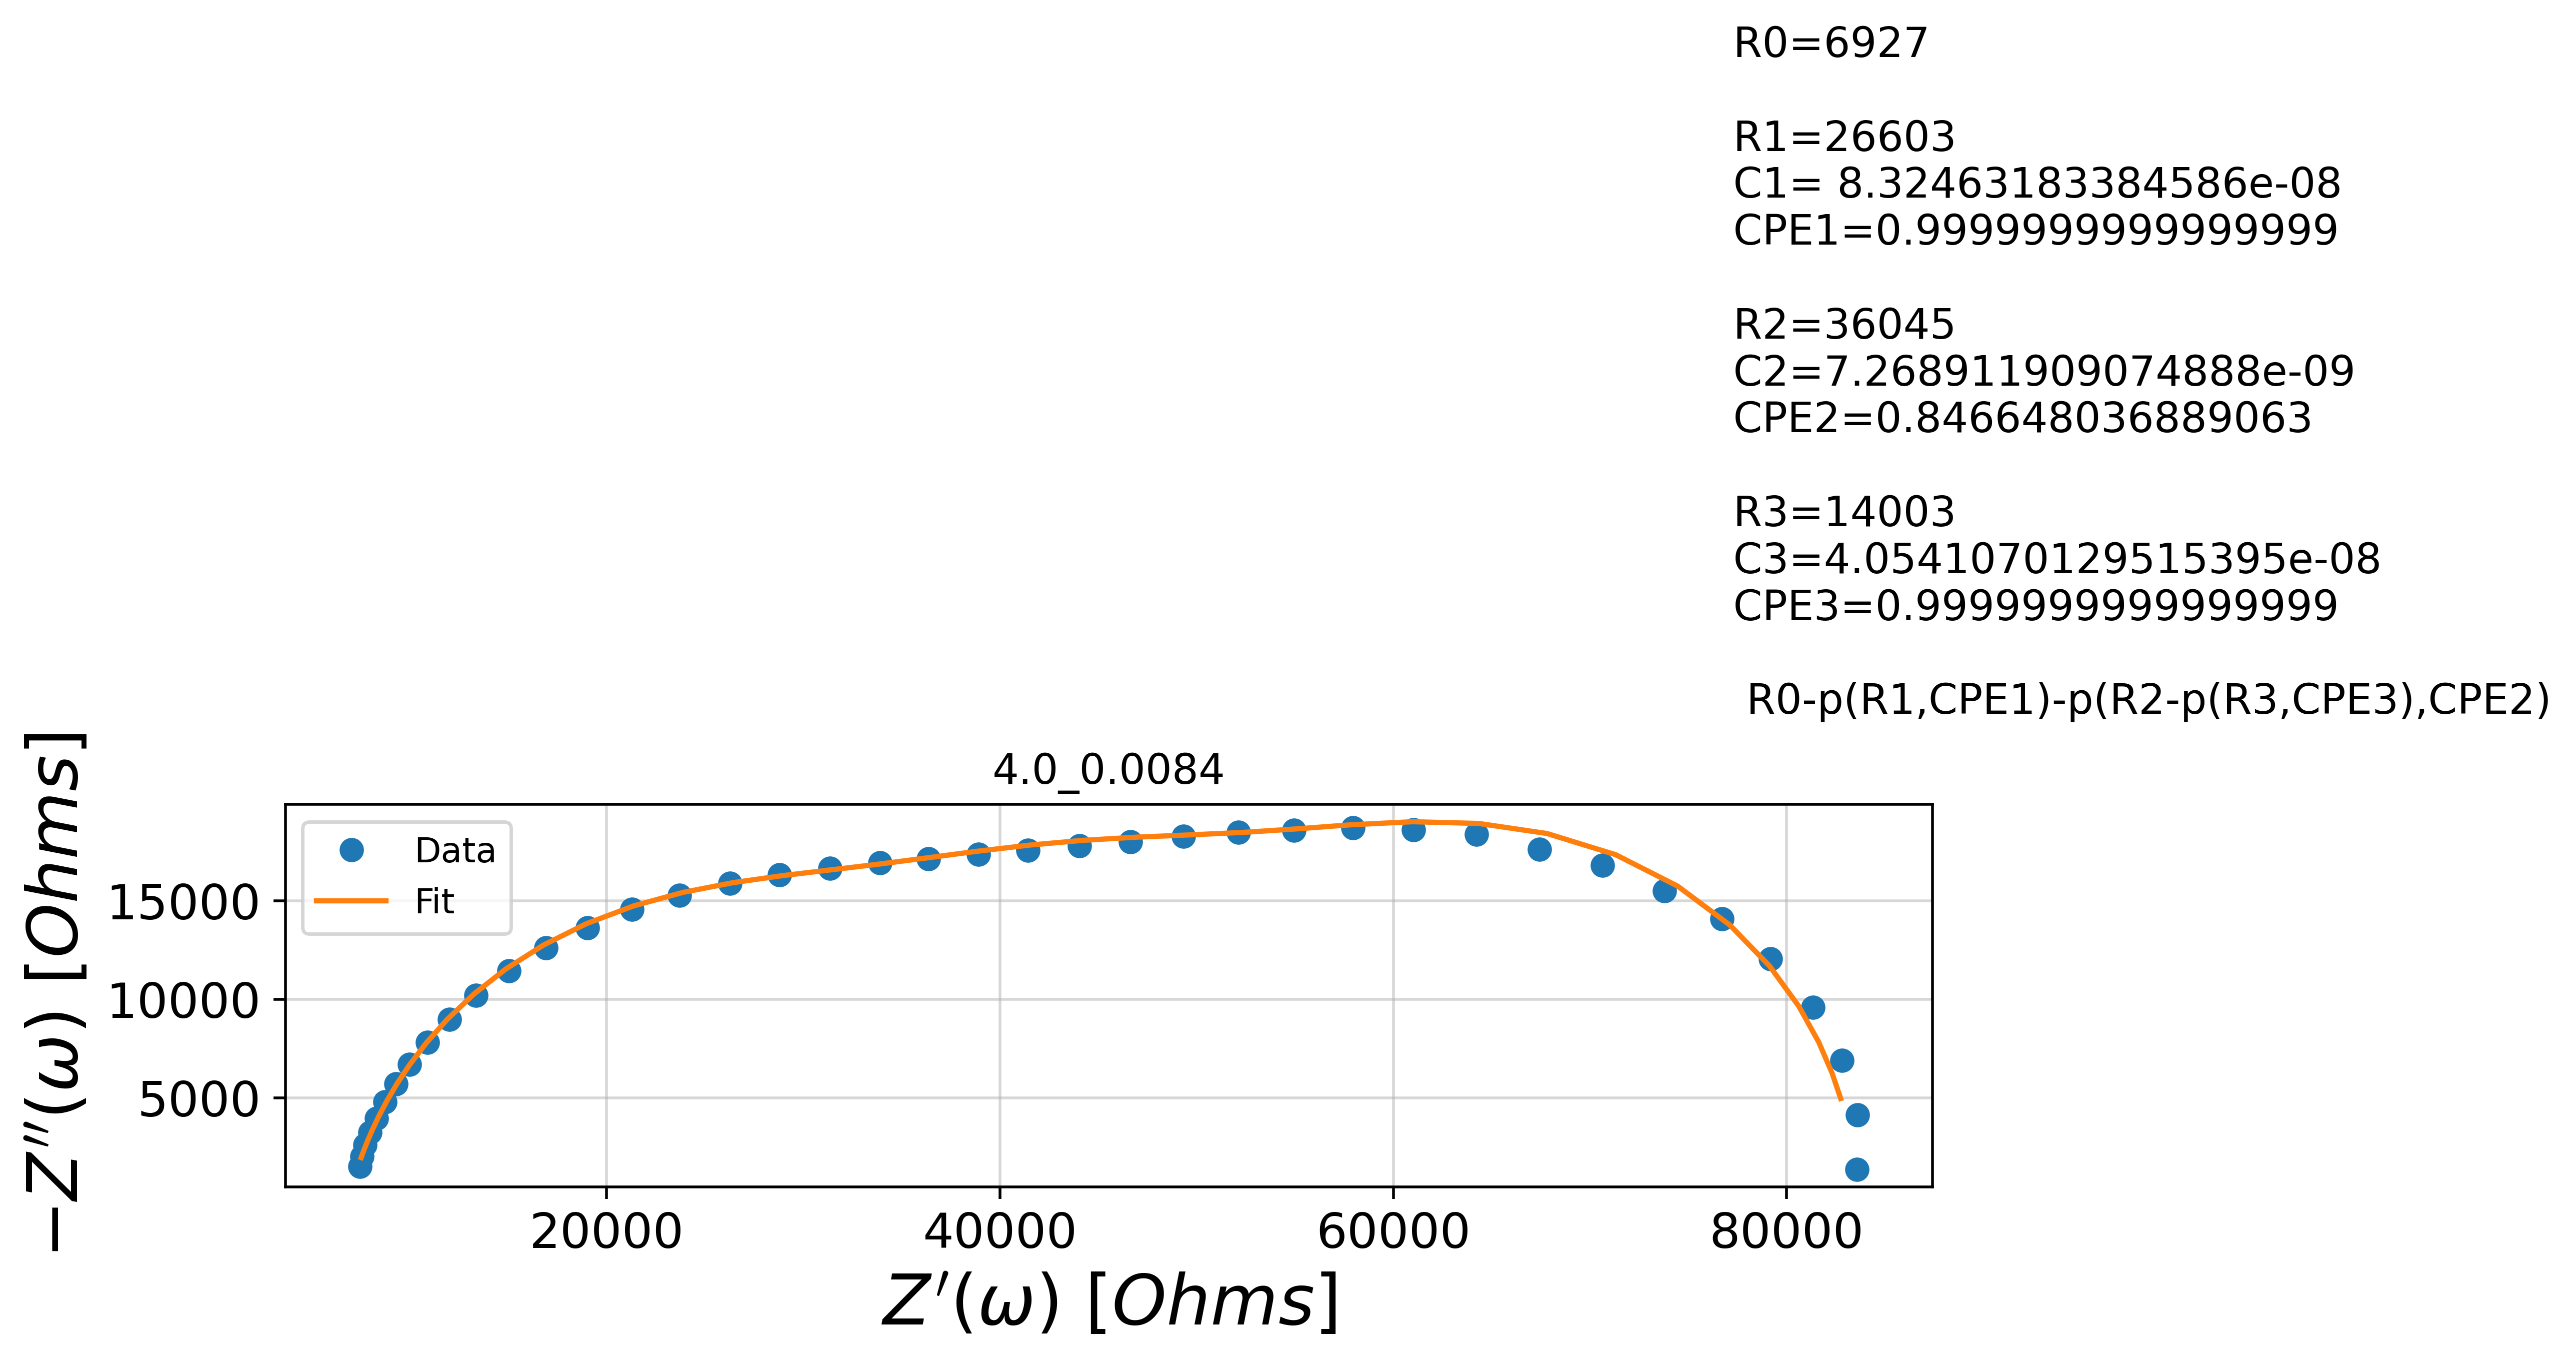 R0=6927
R1=26603
C1= 8.32463183384586e-08
CPE1=0.9999999999999999
R2=36045
C2=7.268911909074888e-09
CPE2=0.846648036889063
R3=14003
C3=4.0541070129515395e-08
CPE3=0.9999999999999999
R0-p(R1,CPE1)-p(R2-p(R3,CPE3),CPE2)
4.0_0.0084
Data
Fit
15000
10000
5000
−Z′′(ω) [Ohms]
20000 40000 60000 80000
Z′(ω) [Ohms]